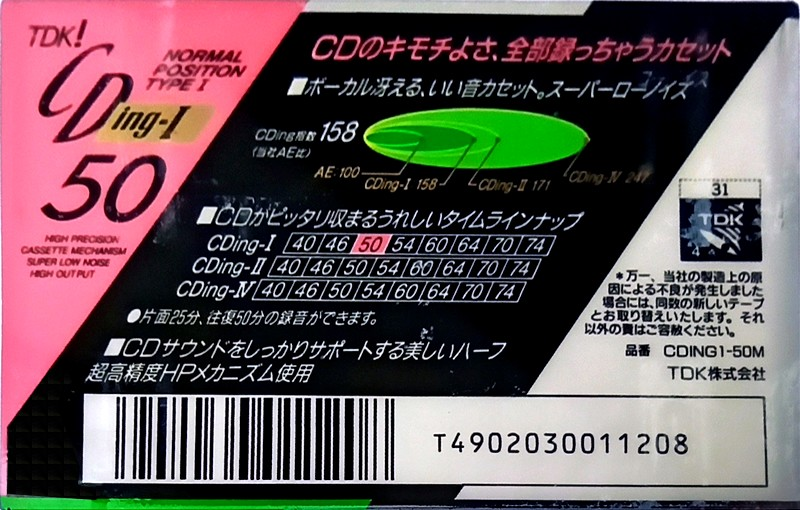 TDK!
CDing-I
50
NORMAL
POSITION
TYPE I
HIGH PRECISION
CASSETTE MECHANISM
SUPER LOW NOISE
HIGH OUTPUT
CDのキモチよさ、全部録っちゃうカセット
■ボーカル冴える、いい音カセット。スーパーローノイズ
CDing指数 158
(当社AE比)
AE 100
CDing-I 158
CDing-II 171
CDing-IV 247
■CDがピッタリ収まるうれしいタイムラインナップ
CDing-I 40 46 50 54 60 64 70 74
CDing-II 40 46 50 54 60 64 70 74
CDing-IV 40 46 50 54 60 64 70 74
●片面25分、往復50分の録音ができます。
■CDサウンドをしっかりサポートする美しいハーフ
超高精度HPメカニズム使用
31
TDK
*万一、当社の製造上の原
因による不良が発生しました
場合には、同数の新しいテープ
とお取り替えいたします。それ
以外の責はご容赦ください。
品番 CDING1-50M
TDK株式会社
T4902030011208